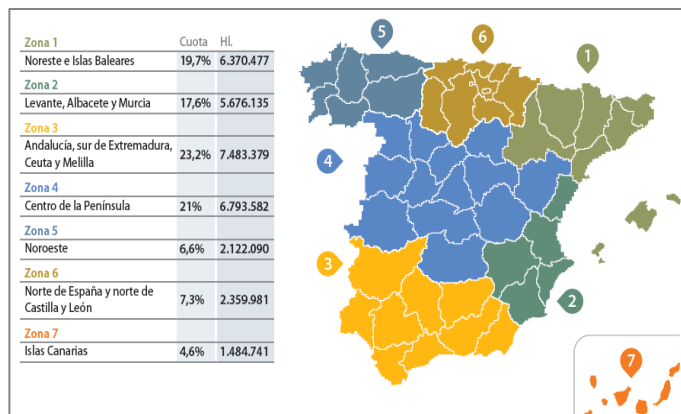 Zona 1 Cuota Hl.
Noreste e Islas Baleares 19,7% 6.370.477
Zona 2
Levante, Albacete y Murcia 17,6% 5.676.135
Zona 3
Andalucía, sur de Extremadura,
Ceuta y Melilla 23,2% 7.483.379
Zona 4
Centro de la Península 21% 6.793.582
Zona 5
Noroeste 6,6% 2.122.090
Zona 6
Norte de España y norte de
Castilla y León 7,3% 2.359.981
Zona 7
Islas Canarias 4,6% 1.484.741
5
6
1
4
3
2
7